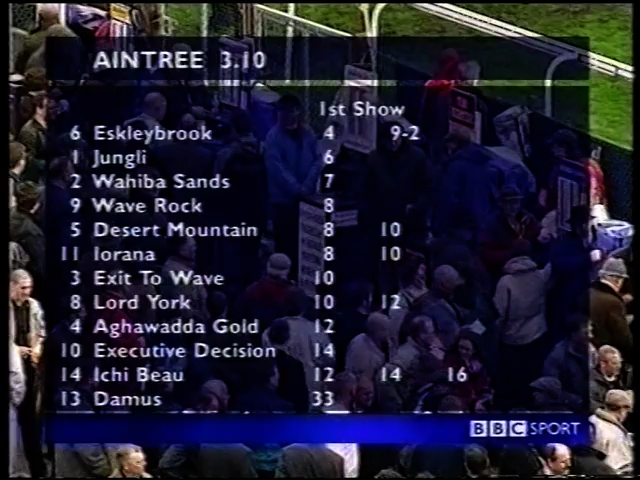 AINTREE 3.10
1st Show
6 Eskleybrook 4 9-2
1 Jungli 6
2 Wahiba Sands 7
9 Wave Rock 8
5 Desert Mountain 8 10
11 Iorana 8 10
3 Exit To Wave 10
8 Lord York 10 12
4 Aghawadda Gold 12
10 Executive Decision 14
14 Ichi Beau 12 14 16
13 Damus 33
BBC SPORT